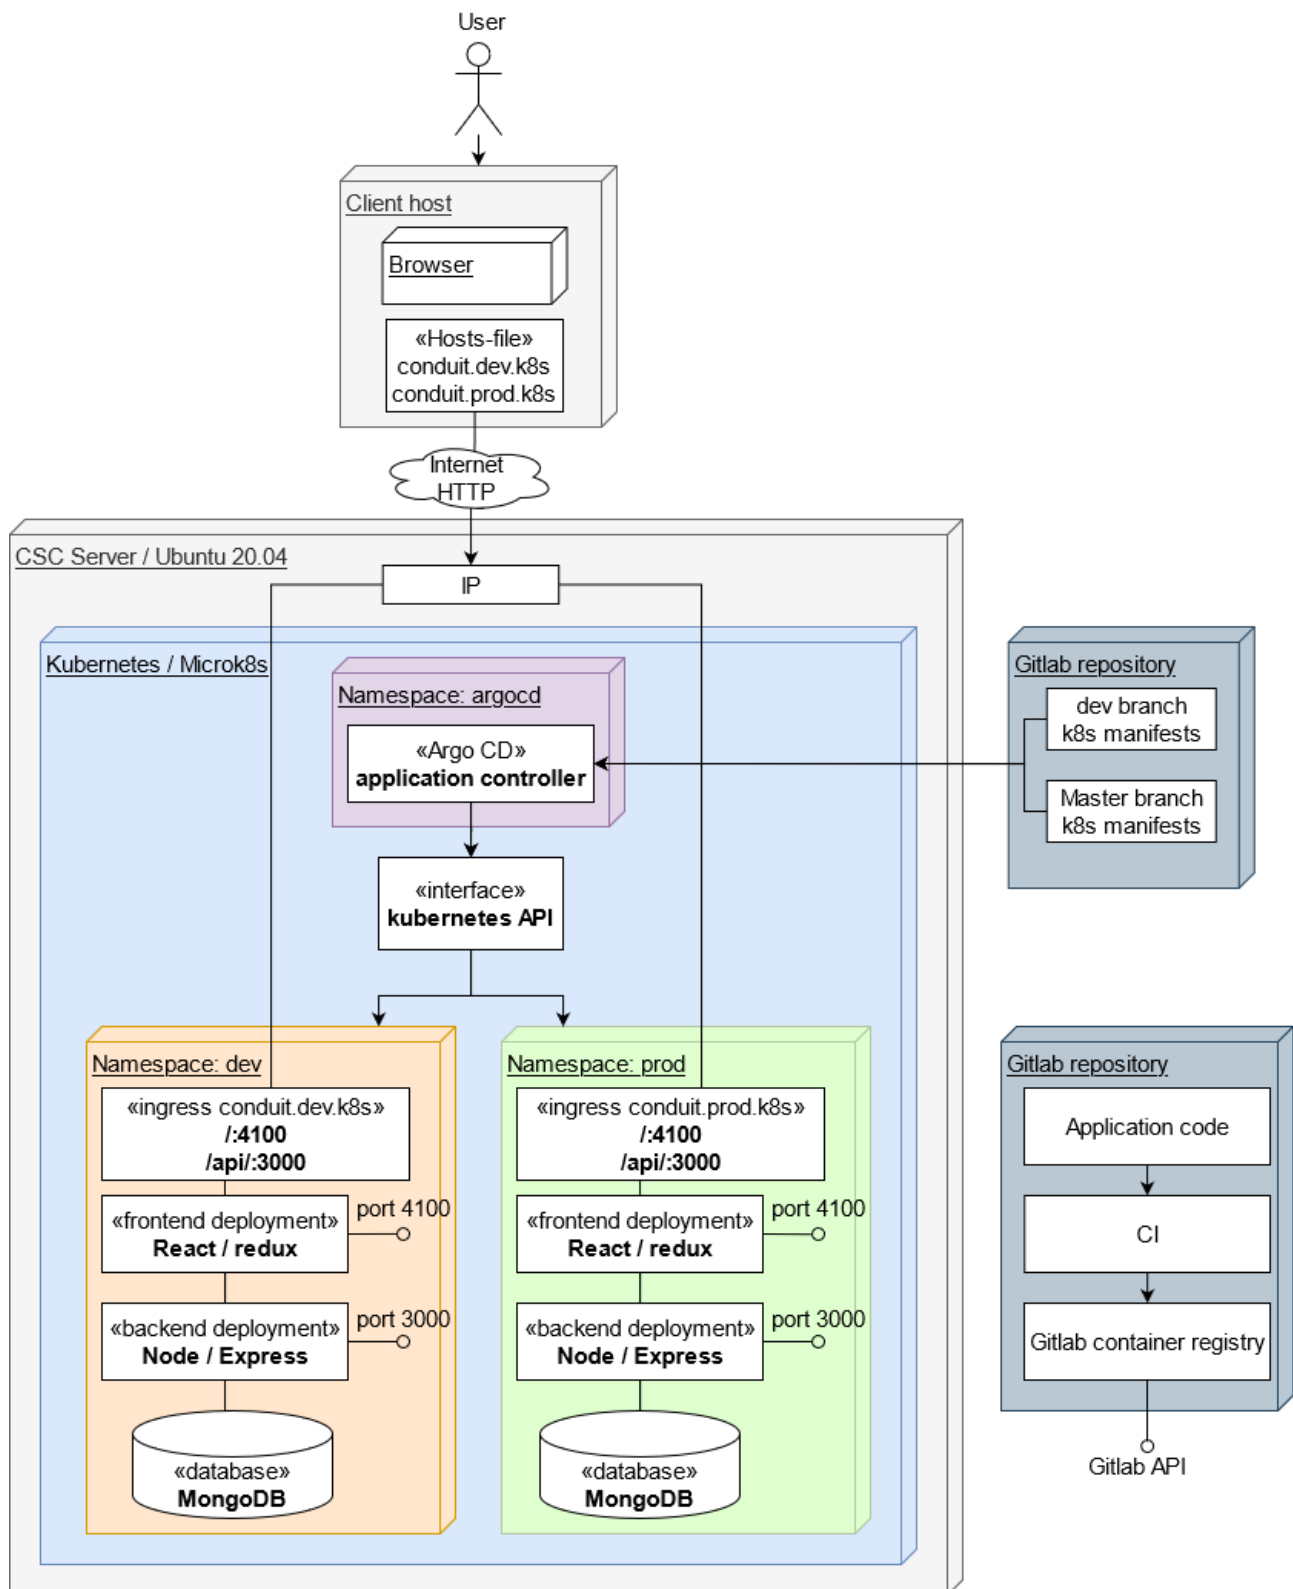 User
Client host
Browser
«Hosts-file»
conduit.dev.k8s
conduit.prod.k8s
Internet
HTTP
CSC Server / Ubuntu 20.04
IP
Kubernetes / Microk8s
Namespace: argocd
«Argo CD»
application controller
«interface»
kubernetes API
Gitlab repository
dev branch
k8s manifests
Master branch
k8s manifests
Namespace: dev
«ingress conduit.dev.k8s»
/:4100
/api/:3000
«frontend deployment»
React / redux
port 4100
«backend deployment»
Node / Express
port 3000
«database»
MongoDB
Namespace: prod
«ingress conduit.prod.k8s»
/:4100
/api/:3000
«frontend deployment»
React / redux
port 4100
«backend deployment»
Node / Express
port 3000
«database»
MongoDB
Gitlab repository
Application code
CI
Gitlab container registry
Gitlab API